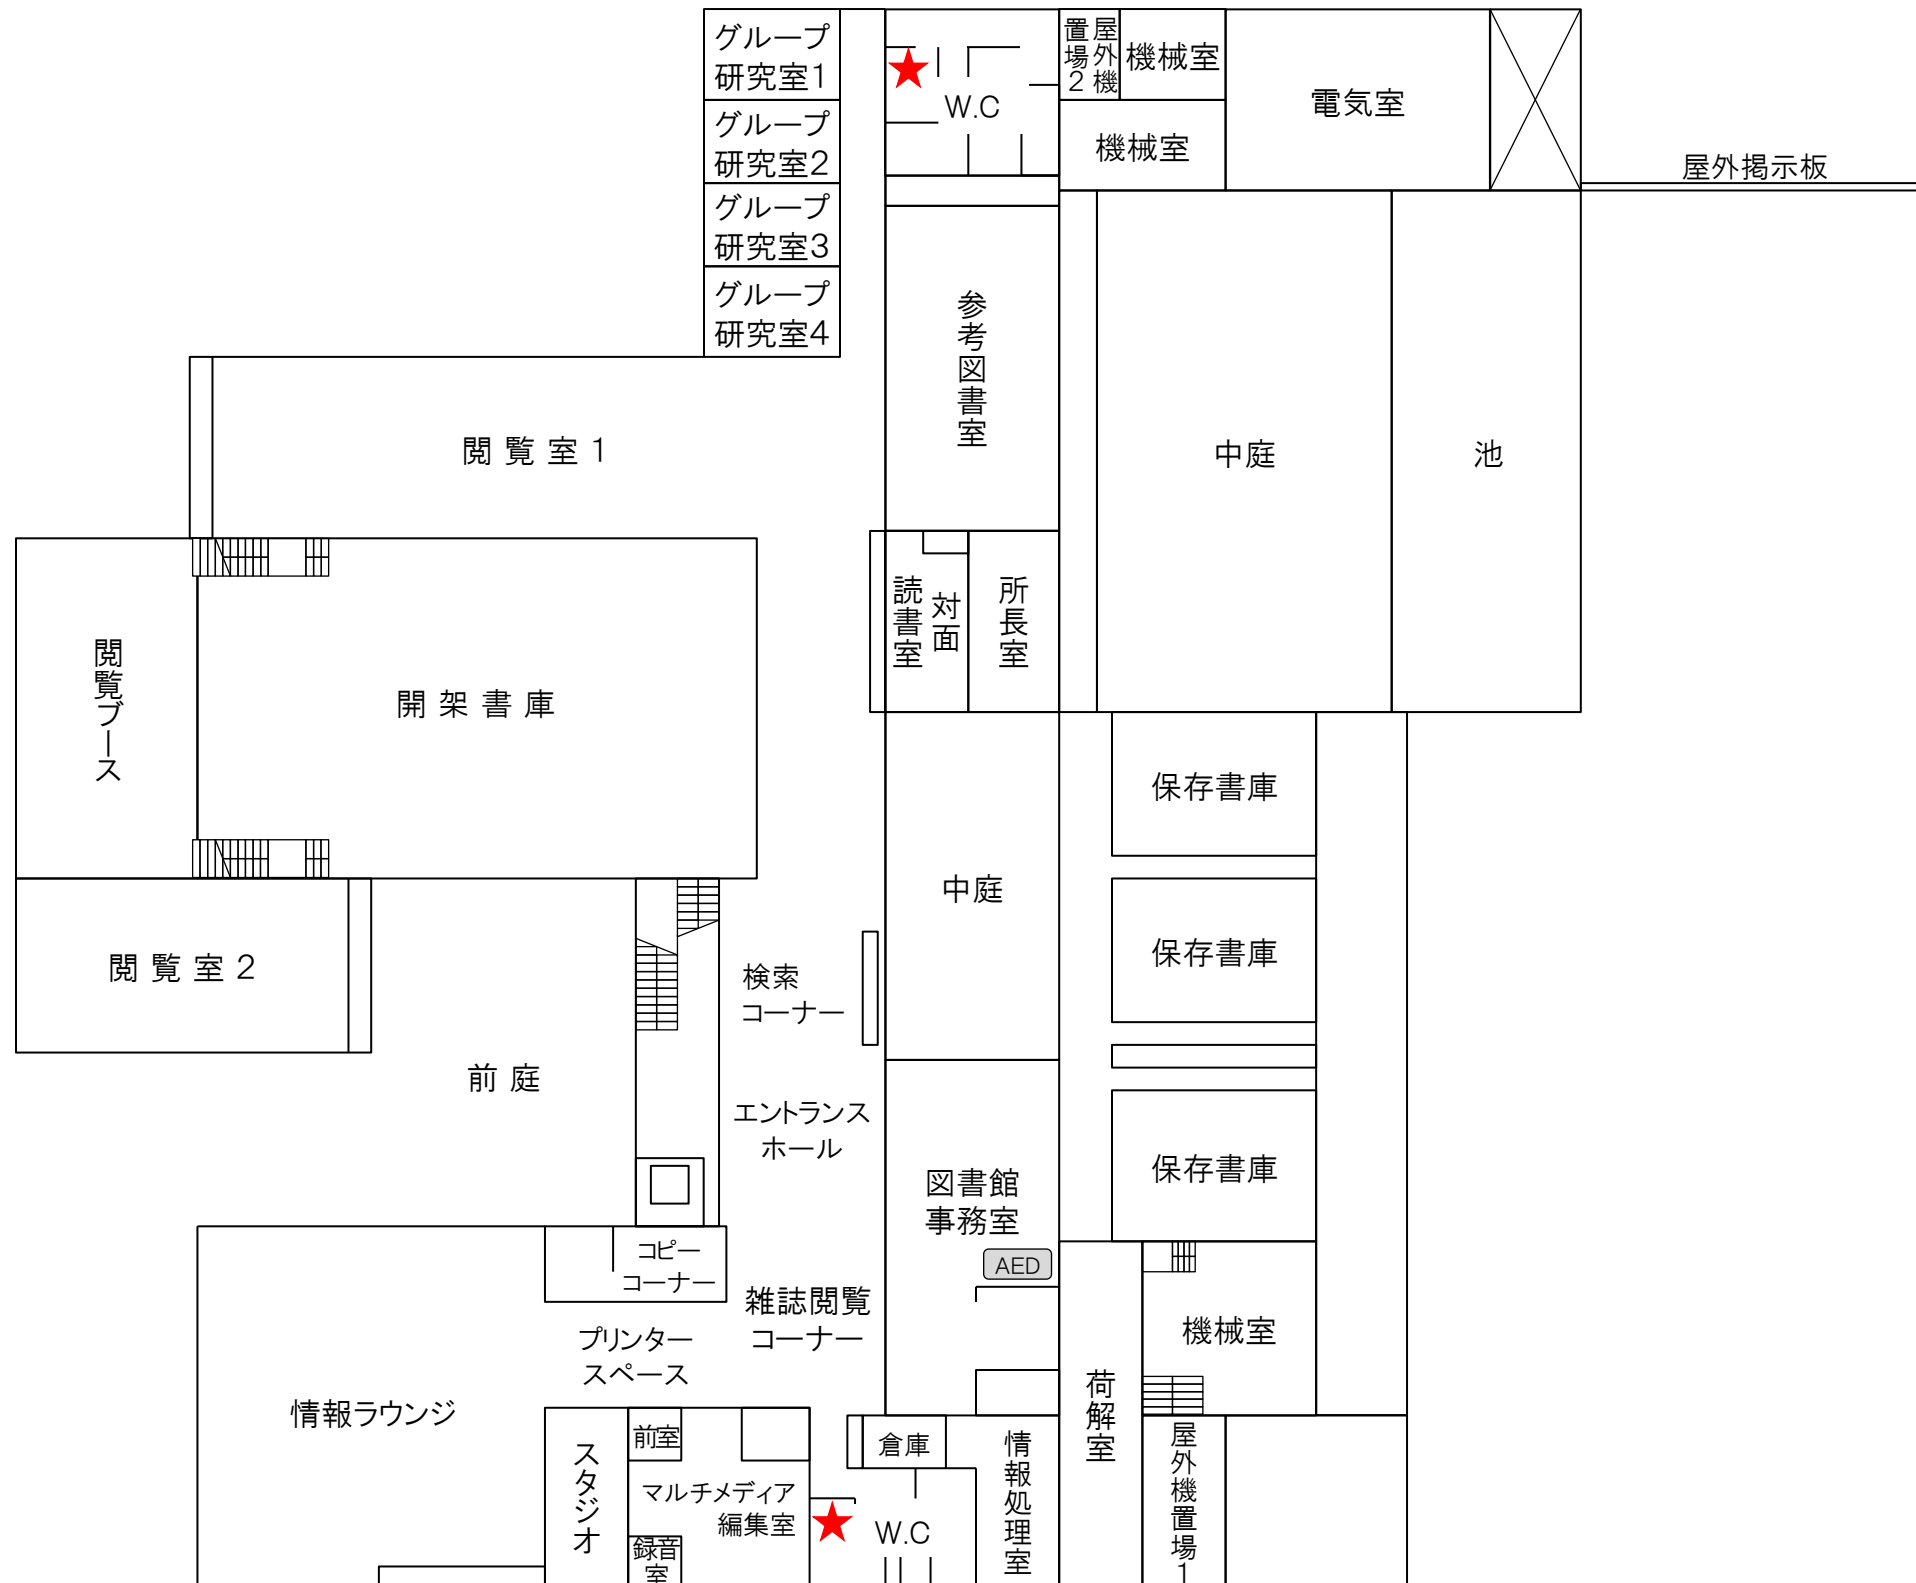 グループ
研究室1
グループ
研究室2
グループ
研究室3
グループ
研究室4
W.C
屋外機
置場2
機械室
機械室
電気室
屋外掲示板
参考図書室
中庭
池
閲覧室1
対面
読書室
所長室
閲覧ブース
開架書庫
保存書庫
中庭
保存書庫
閲覧室2
検索
コーナー
前庭
エントランス
ホール
保存書庫
図書館
事務室
AED
コピー
コーナー
雑誌閲覧
コーナー
プリンター
スペース
機械室
情報ラウンジ
荷解室
スタジオ
前室
倉庫
情報処理室
屋外機置場1
マルチメディア
編集室
W.C
録音
室